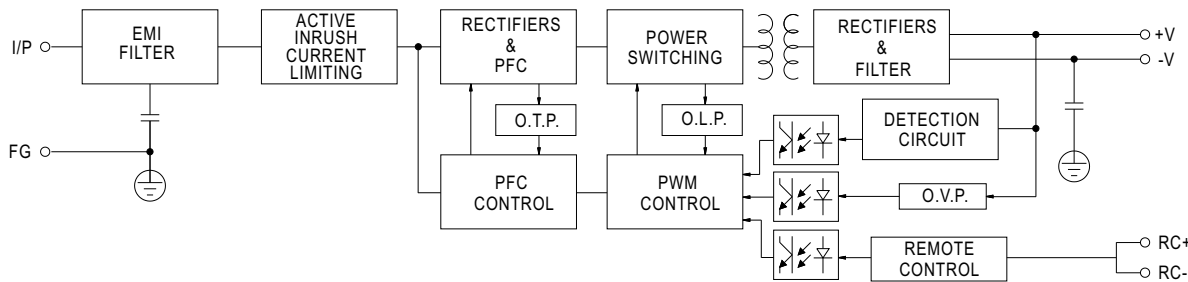 I/P
EMI
FILTER
ACTIVE
INRUSH
CURRENT
LIMITING
RECTIFIERS
&
PFC
POWER
SWITCHING
RECTIFIERS
&
FILTER
+V
-V
O.T.P.
O.L.P.
DETECTION
CIRCUIT
FG
PFC
CONTROL
PWM
CONTROL
O.V.P.
REMOTE
CONTROL
RC+
RC-